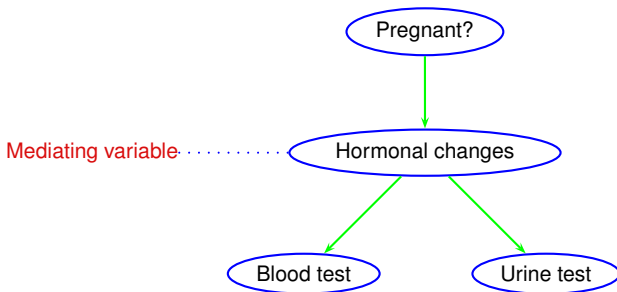 Pregnant?
Mediating variable
Hormonal changes
Blood test
Urine test